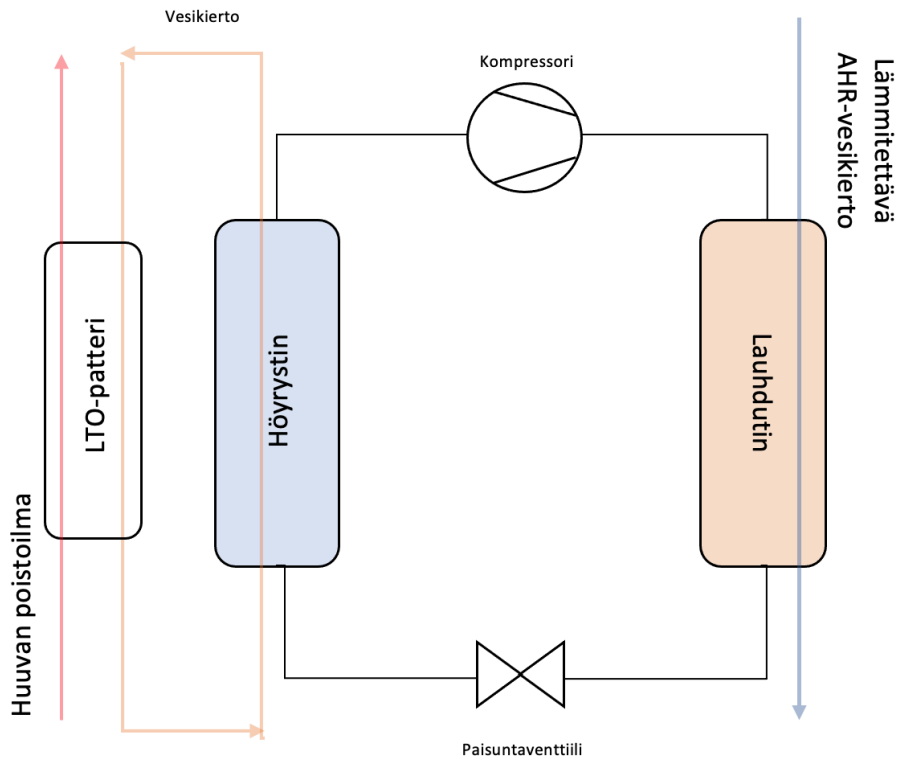 Vesikierto
Kompressori
Lämmitettävä
AHR-vesikierto
LTO-patteri
Höyrystin
Lauhdutin
Huuvan poistoilma
Paisuntaventtiili